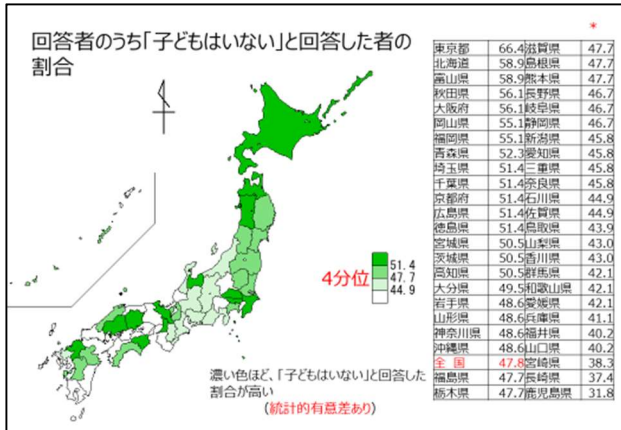 回答者のうち「子どもはいない」と回答した者の
割合
*
東京都 66.4 滋賀県 47.7
北海道 58.9 島根県 47.7
富山県 58.9 熊本県 47.7
秋田県 56.1 長野県 46.7
大阪府 56.1 岐阜県 46.7
岡山県 55.1 静岡県 46.7
福岡県 55.1 新潟県 45.8
青森県 52.3 愛知県 45.8
埼玉県 51.4 三重県 45.8
千葉県 51.4 奈良県 45.8
京都府 51.4 石川県 44.9
広島県 51.4 佐賀県 44.9
徳島県 51.4 鳥取県 43.9
宮城県 50.5 山梨県 43.0
茨城県 50.5 香川県 43.0
高知県 50.5 群馬県 42.1
大分県 49.5 和歌山県 42.1
岩手県 48.6 愛媛県 42.1
山形県 48.6 兵庫県 41.1
神奈川県 48.6 福井県 40.2
沖縄県 48.6 山口県 40.2
全国 47.8 宮崎県 38.3
福島県 47.7 長崎県 37.4
栃木県 47.7 鹿児島県 31.8
4分位
51.4
47.7
44.9
濃い色ほど、「子どもはいない」と回答した
割合が高い
(統計的有意差あり)